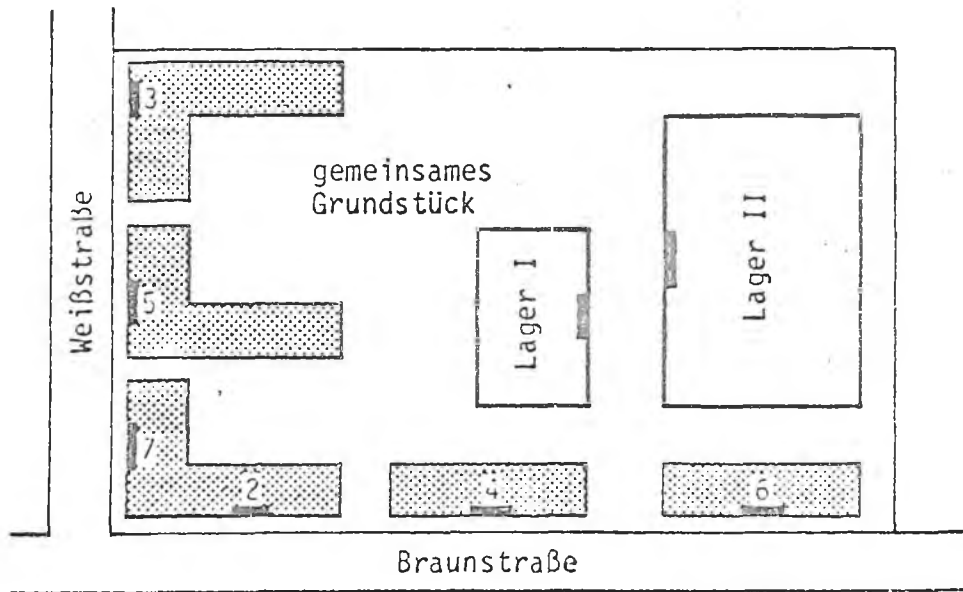 3
gemeinsames
Grundstück
Weißstraße
5
Lager I
Lager II
7
2
4
6
Braunstraße